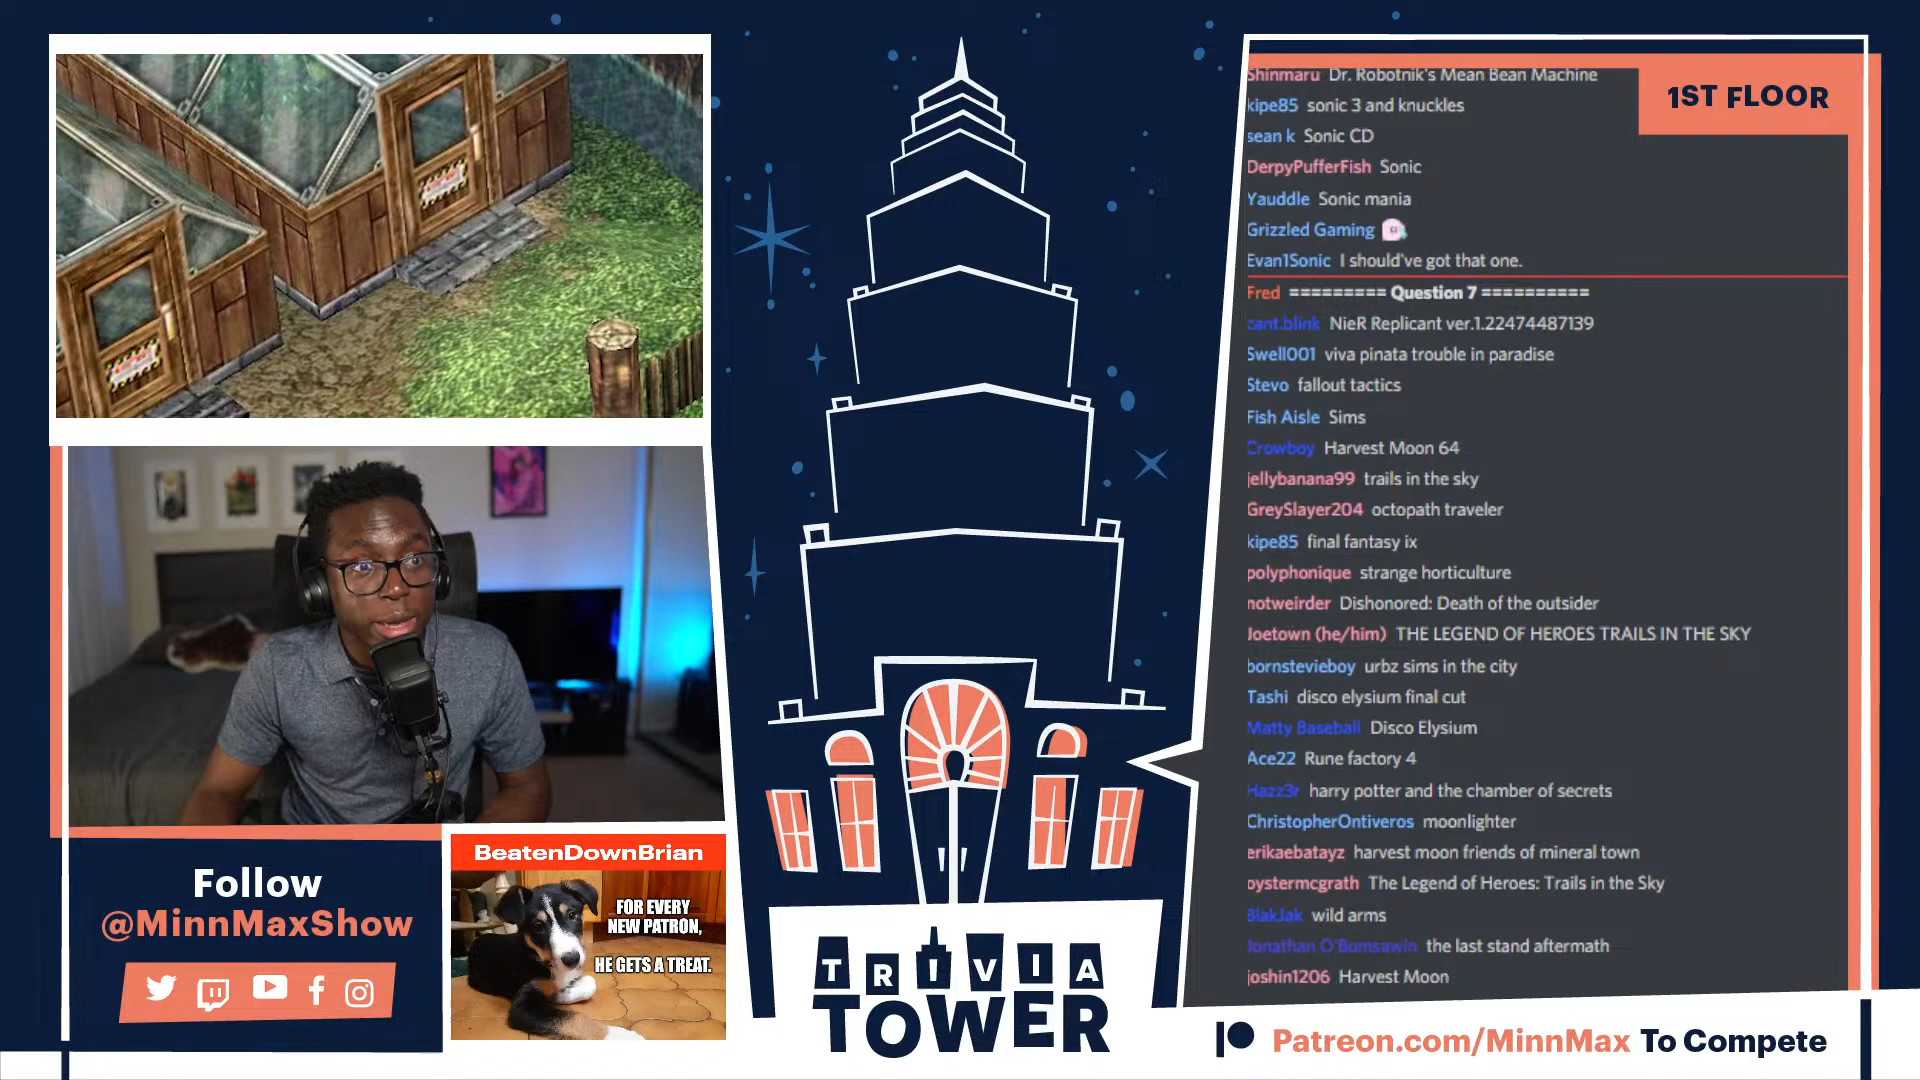 Shinmaru Dr. Robotnik's Mean Bean Machine
kipe85 sonic 3 and knuckles
sean k Sonic CD
DerpyPufferFish Sonic
Yauddle Sonic mania
Grizzled Gaming
Evan1Sonic I should've got that one.
1ST FLOOR
Fred ========= Question 7 ==========
cant.blink NieR Replicant ver.1.22474487139
Swell001 viva pinata trouble in paradise
Stevo fallout tactics
Fish Aisle Sims
Crowboy Harvest Moon 64
jellybanana99 trails in the sky
GreySlayer204 octopath traveler
kipe85 final fantasy ix
polyphonique strange horticulture
notweirder Dishonored: Death of the outsider
Joetown (he/him) THE LEGEND OF HEROES TRAILS IN THE SKY
bornstevieboy urbz sims in the city
Tashi disco elysium final cut
Matty Baseball Disco Elysium
Ace22 Rune factory 4
Hazz3r harry potter and the chamber of secrets
ChristopherOntiveros moonlighter
erikaebatayz harvest moon friends of mineral town
oystermcgrath The Legend of Heroes: Trails in the Sky
BlakJak wild arms
Jonathan O'Bomsawin the last stand aftermath
joshin1206 Harvest Moon
Follow
@MinnMaxShow
BeatenDownBrian
FOR EVERY
NEW PATRON,
HE GETS A TREAT.
TRIVIA
TOWER
Patreon.com/MinnMax To Compete